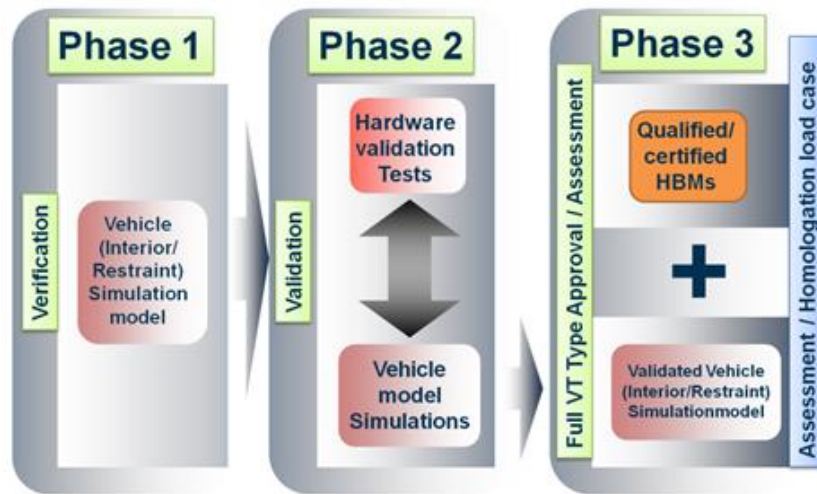 Phase 1
Verification
Vehicle
(Interior/
Restraint)
Simulation
model
Phase 2
Validation
Hardware
validation
Tests
Vehicle
model
Simulations
Phase 3
Full VT Type Approval / Assessment
Qualified/
certified
HBMs
+
Validated Vehicle
(Interior/Restraint)
Simulationmodel
Assessment / Homologation load case